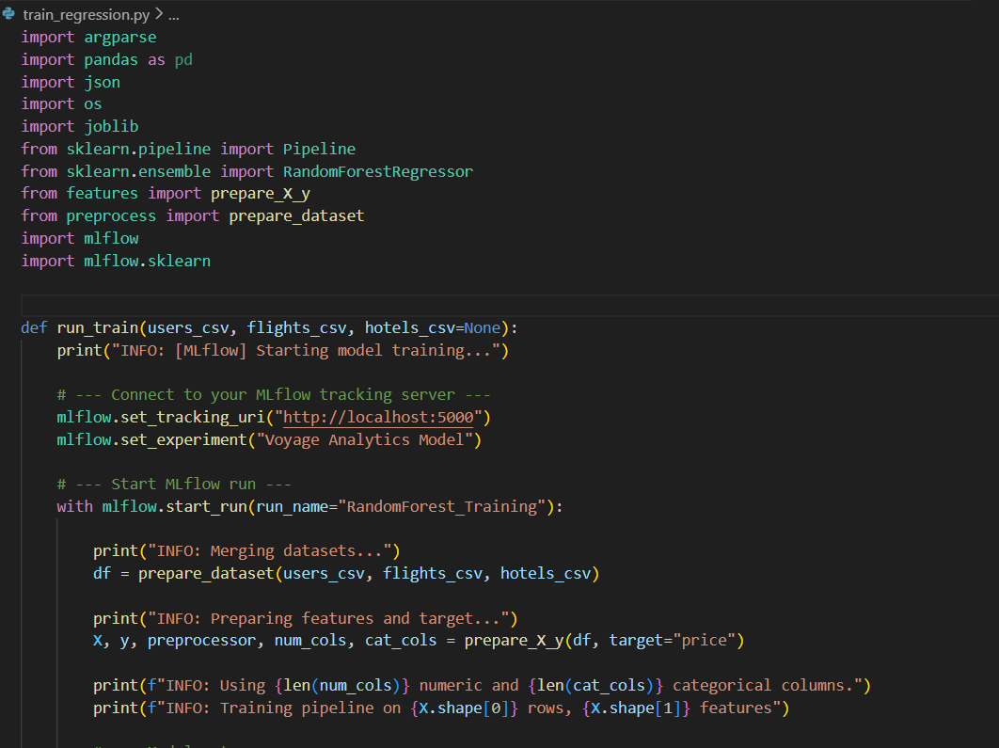 train_regression.py > ...
import argparse
import pandas as pd
import json
import os
import joblib
from sklearn.pipeline import Pipeline
from sklearn.ensemble import RandomForestRegressor
from features import prepare_X_y
from preprocess import prepare_dataset
import mlflow
import mlflow.sklearn
def run_train(users_csv, flights_csv, hotels_csv=None):
print("INFO: [MLflow] Starting model training...")
# --- Connect to your MLflow tracking server ---
mlflow.set_tracking_uri("http://localhost:5000")
mlflow.set_experiment("Voyage Analytics Model")
# --- Start MLflow run ---
with mlflow.start_run(run_name="RandomForest_Training"):
print("INFO: Merging datasets...")
df = prepare_dataset(users_csv, flights_csv, hotels_csv)
print("INFO: Preparing features and target...")
X, y, preprocessor, num_cols, cat_cols = prepare_X_y(df, target="price")
print(f"INFO: Using {len(num_cols)} numeric and {len(cat_cols)} categorical columns.")
print(f"INFO: Training pipeline on {X.shape[0]} rows, {X.shape[1]} features")